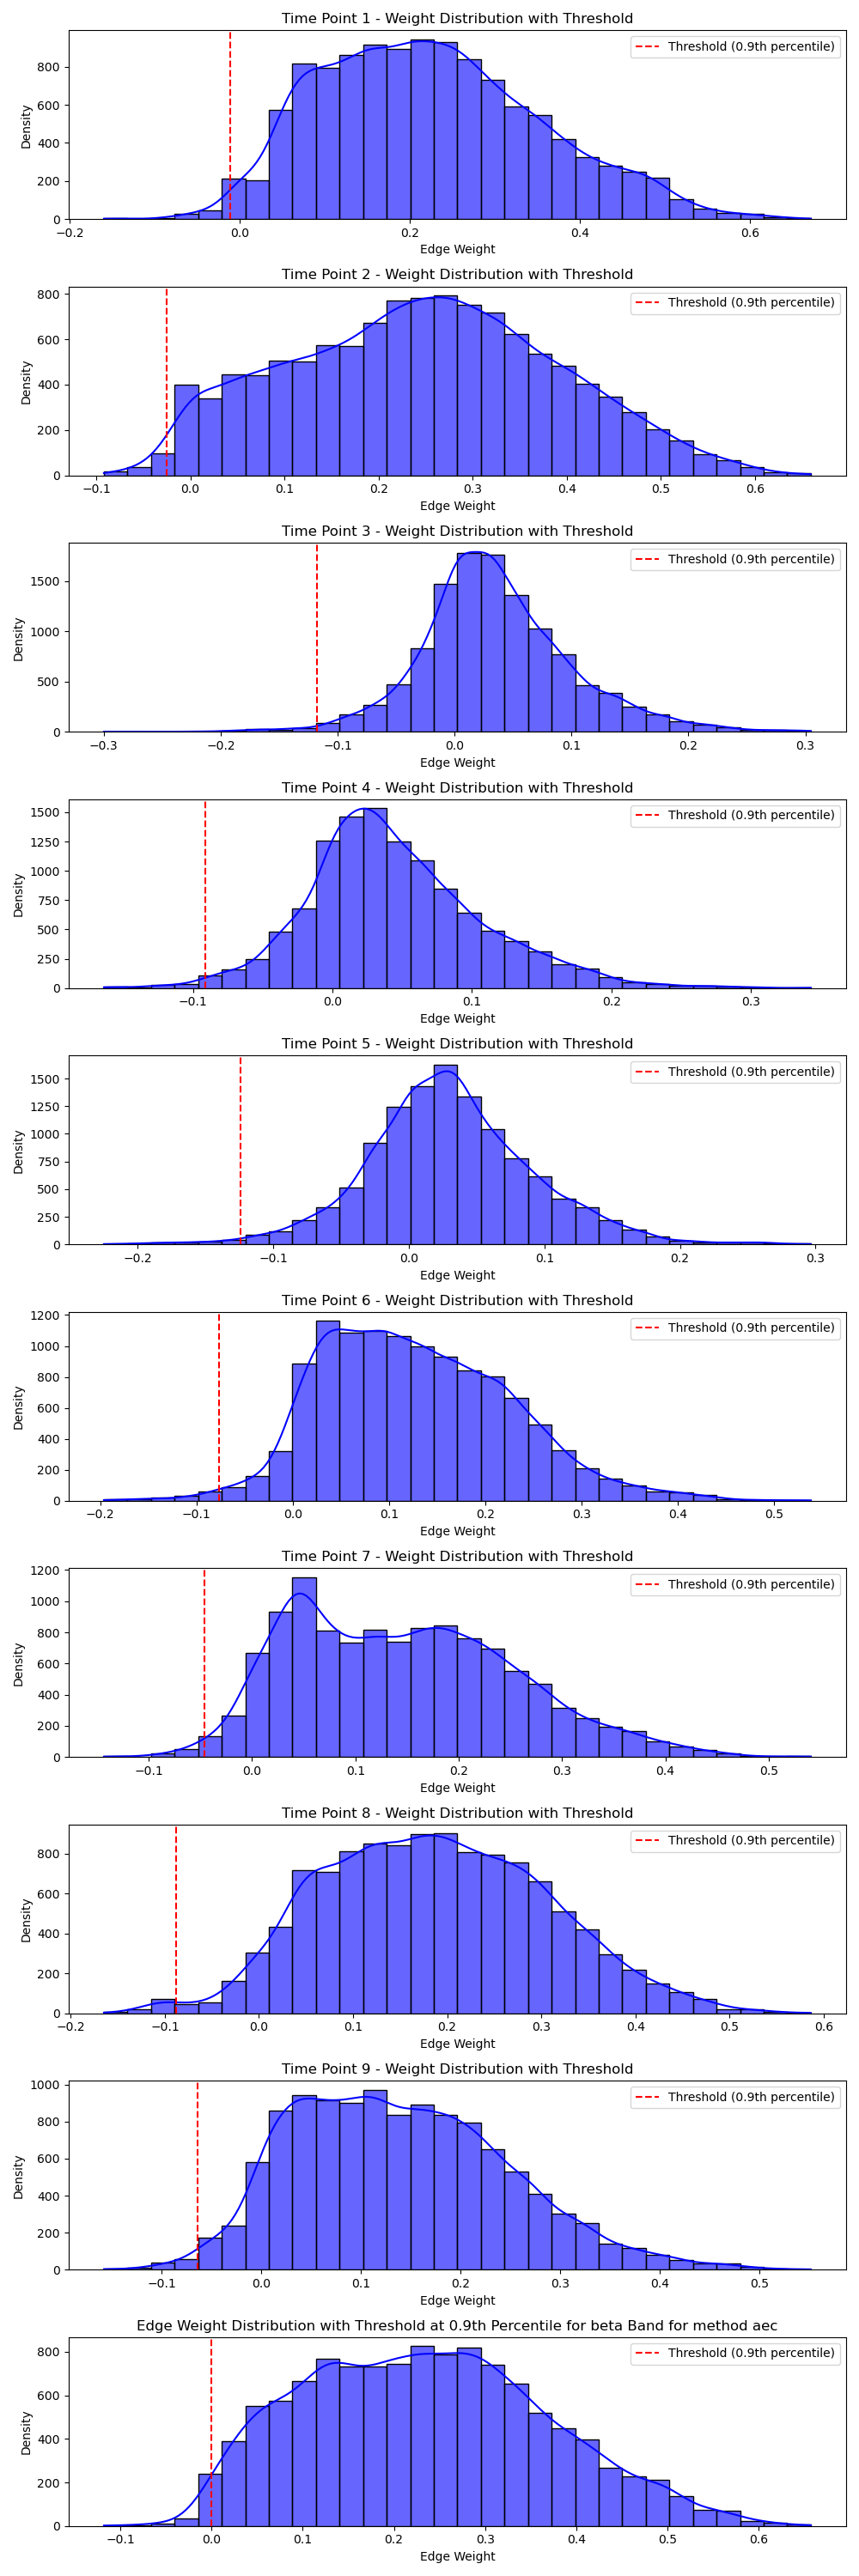 Time Point 1 - Weight Distribution with Threshold
Threshold (0.9th percentile)
Density
800
600
400
200
0
−0.2 0.0 0.2 0.4 0.6
Edge Weight
Time Point 2 - Weight Distribution with Threshold
Threshold (0.9th percentile)
Density
800
600
400
200
0
−0.1 0.0 0.1 0.2 0.3 0.4 0.5 0.6
Edge Weight
Time Point 3 - Weight Distribution with Threshold
Threshold (0.9th percentile)
Density
1500
1000
500
0
−0.3 −0.2 −0.1 0.0 0.1 0.2 0.3
Edge Weight
Time Point 4 - Weight Distribution with Threshold
Threshold (0.9th percentile)
Density
1500
1250
1000
750
500
250
0
−0.1 0.0 0.1 0.2 0.3
Edge Weight
Time Point 5 - Weight Distribution with Threshold
Threshold (0.9th percentile)
Density
1500
1250
1000
750
500
250
0
−0.2 −0.1 0.0 0.1 0.2 0.3
Edge Weight
Time Point 6 - Weight Distribution with Threshold
Threshold (0.9th percentile)
Density
1200
1000
800
600
400
200
0
−0.2 −0.1 0.0 0.1 0.2 0.3 0.4 0.5
Edge Weight
Time Point 7 - Weight Distribution with Threshold
Threshold (0.9th percentile)
Density
1200
1000
800
600
400
200
0
−0.1 0.0 0.1 0.2 0.3 0.4 0.5
Edge Weight
Time Point 8 - Weight Distribution with Threshold
Threshold (0.9th percentile)
Density
800
600
400
200
0
−0.2 −0.1 0.0 0.1 0.2 0.3 0.4 0.5 0.6
Edge Weight
Time Point 9 - Weight Distribution with Threshold
Threshold (0.9th percentile)
Density
1000
800
600
400
200
0
−0.1 0.0 0.1 0.2 0.3 0.4 0.5
Edge Weight
Edge Weight Distribution with Threshold at 0.9th Percentile for beta Band for method aec
Threshold (0.9th percentile)
Density
800
600
400
200
0
−0.1 0.0 0.1 0.2 0.3 0.4 0.5 0.6
Edge Weight